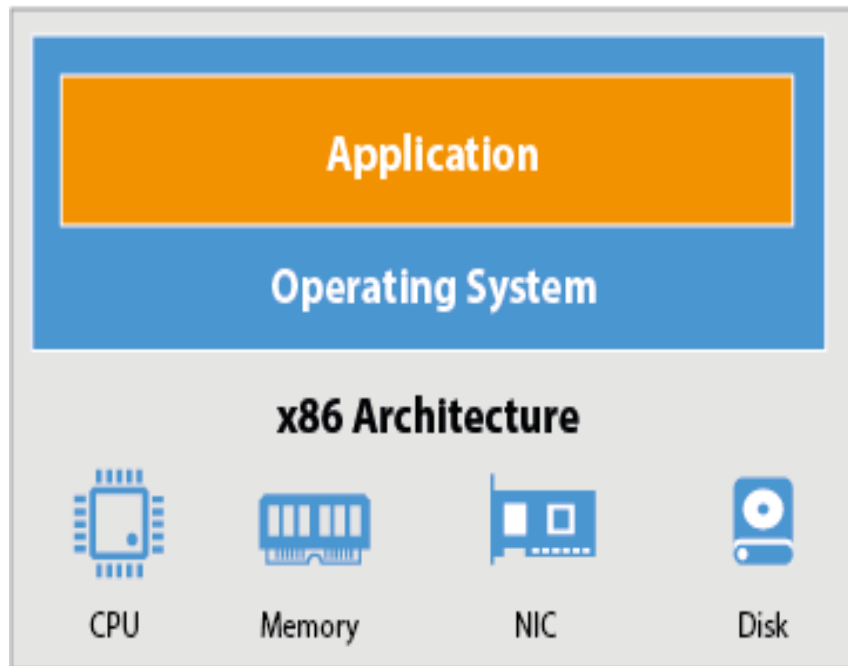 Application
Operating System
x86 Architecture
CPU Memory NIC Disk